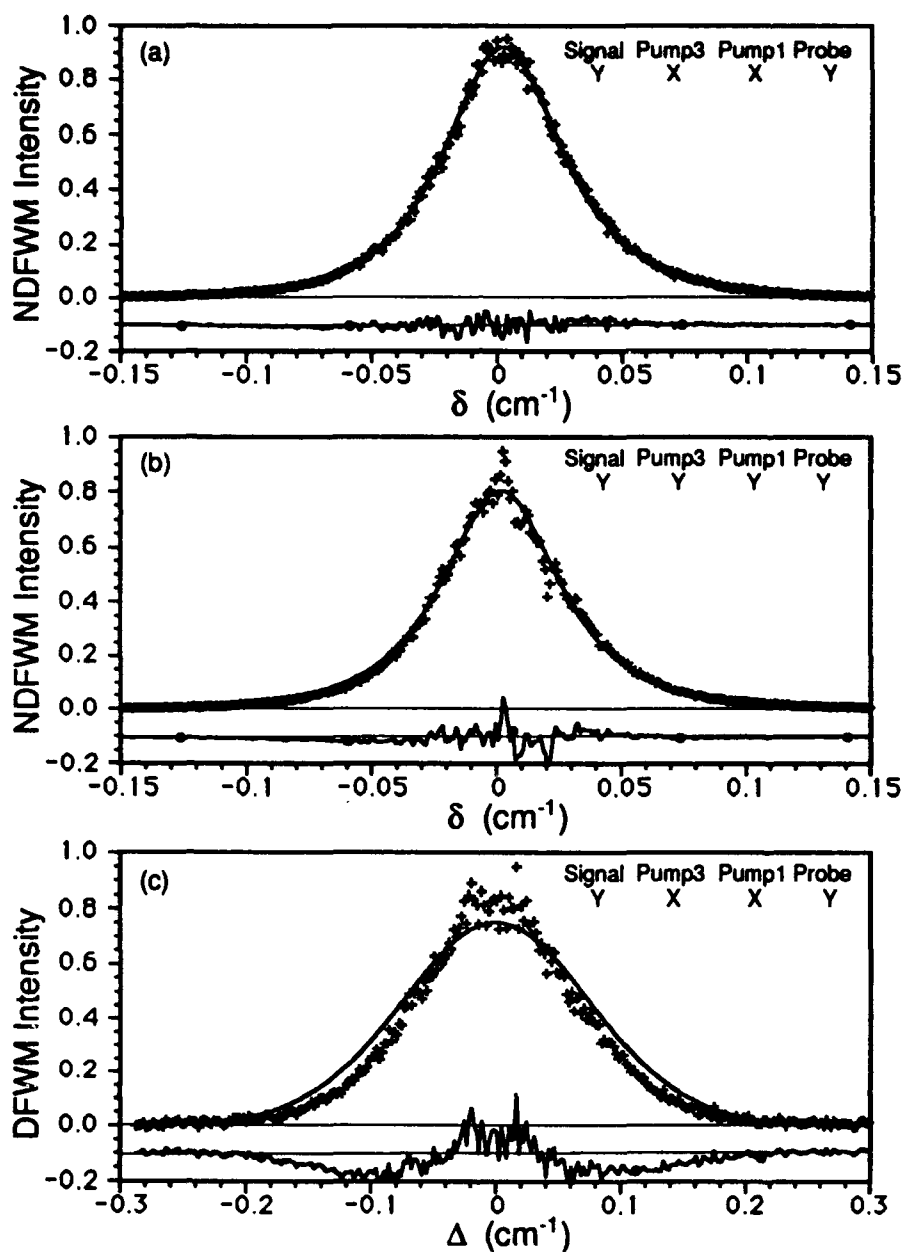 (a)
Signal Pump3 Pump1 Probe
Y X X Y
NDFWM Intensity
1.0
0.8
0.6
0.4
0.2
0.0
-0.2
-0.15 -0.1 -0.05 0 0.05 0.1 0.15
δ (cm⁻¹)
(b)
Signal Pump3 Pump1 Probe
Y Y Y Y
NDFWM Intensity
1.0
0.8
0.6
0.4
0.2
0.0
-0.2
-0.15 -0.1 -0.05 0 0.05 0.1 0.15
δ (cm⁻¹)
(c)
Signal Pump3 Pump1 Probe
Y X X Y
DFWM Intensity
1.0
0.8
0.6
0.4
0.2
0.0
-0.2
-0.3 -0.2 -0.1 0 0.1 0.2 0.3
Δ (cm⁻¹)